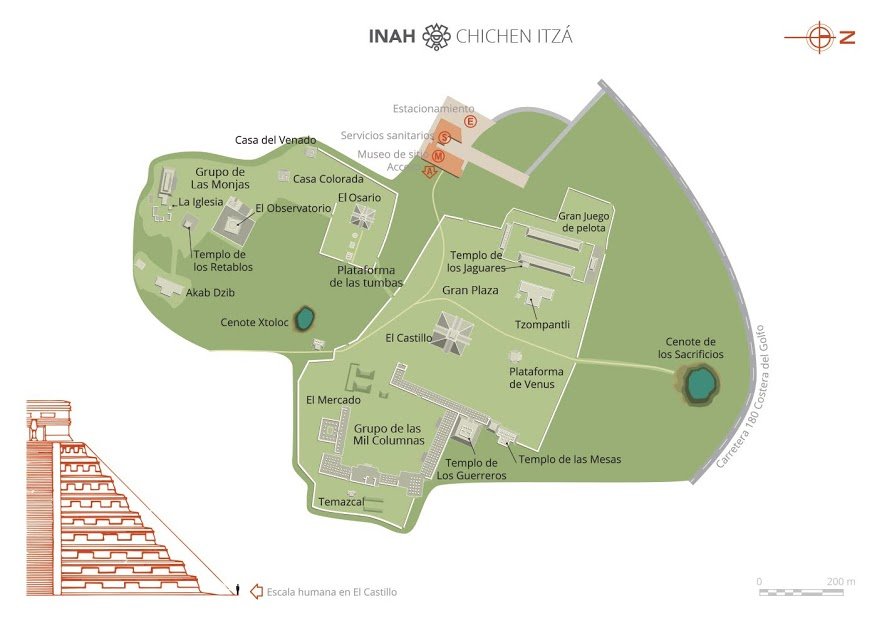 INAH CHICHEN ITZÁ
N
Estacionamiento
E
Servicios sanitarios
S
Museo de sitio
M
A
Casa del Venado
Grupo de
Las Monjas
Casa Colorada
La Iglesia
El Observatorio
El Osario
Templo de
los Retablos
Plataforma
de las tumbas
Akab Dzib
Cenote Xtoloc
Gran Juego
de pelota
Templo de
los Jaguares
Gran Plaza
Tzompantli
El Castillo
Plataforma
de Venus
Cenote de
los Sacrificios
Carretera 180 Costera del Golfo
El Mercado
Grupo de las
Mil Columnas
Templo de
Los Guerreros
Templo de las Mesas
Temazcal
Escala humana en El Castillo
0 200 m